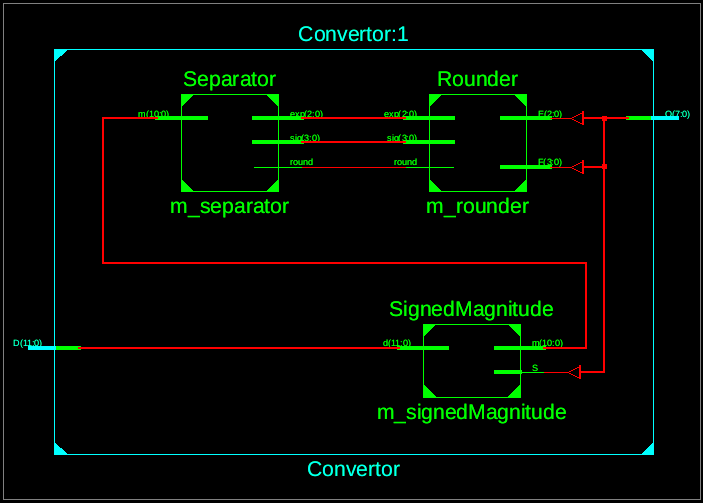 Convertor:1
Separator
Rounder
m(10:0)
exp(2:0)
exp(2:0)
E(2:0)
O(7:0)
sig(3:0)
sig(3:0)
round
round
F(3:0)
m_separator
m_rounder
SignedMagnitude
D(11:0)
d(11:0)
m(10:0)
S
m_signedMagnitude
Convertor